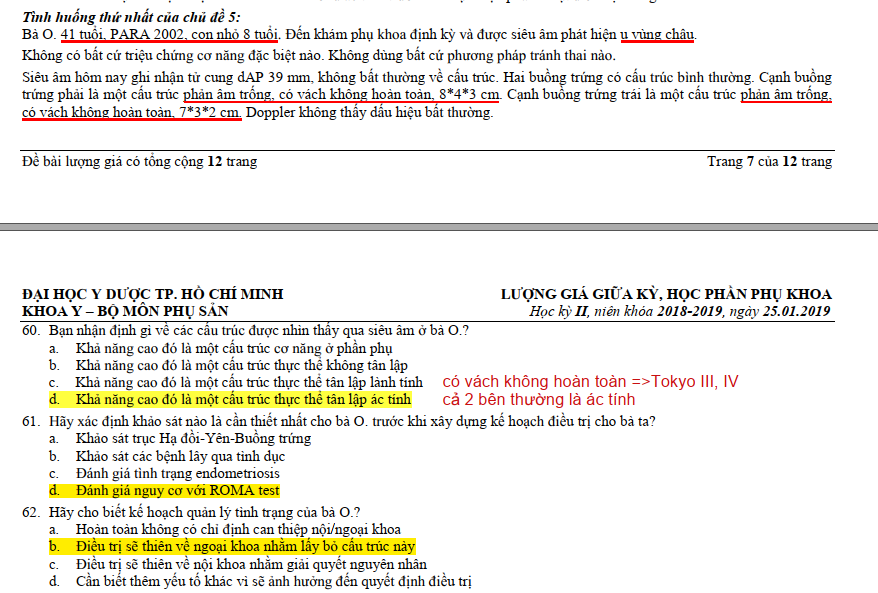 Tình huống thứ nhất của chủ đề 5:
Bà O. 41 tuổi, PARA 2002, con nhỏ 8 tuổi. Đến khám phụ khoa định kỳ và được siêu âm phát hiện u vùng chậu.
Không có bất cứ triệu chứng cơ năng đặc biệt nào. Không dùng bất cứ phương pháp tránh thai nào.
Siêu âm hôm nay ghi nhận tử cung dAP 39 mm, không bất thường về cấu trúc. Hai buồng trứng có cấu trúc bình thường. Cạnh buồng
trứng phải là một cấu trúc phản âm trống, có vách không hoàn toàn, 8*4*3 cm. Cạnh buồng trứng trái là một cấu trúc phản âm trống,
có vách không hoàn toàn, 7*3*2 cm. Doppler không thấy dấu hiệu bất thường.
Đề bài lượng giá có tổng cộng 12 trang Trang 7 của 12 trang
ĐẠI HỌC Y DƯỢC TP. HỒ CHÍ MINH LƯỢNG GIÁ GIỮA KỲ, HỌC PHẦN PHỤ KHOA
KHOA Y – BỘ MÔN PHỤ SẢN Học kỳ II, niên khóa 2018-2019, ngày 25.01.2019
60. Bạn nhận định gì về các cấu trúc được nhìn thấy qua siêu âm ở bà O.?
a. Khả năng cao đó là một cấu trúc cơ năng ở phần phụ
b. Khả năng cao đó là một cấu trúc thực thể không tân lập
c. Khả năng cao đó là một cấu trúc thực thể tân lập lành tính có vách không hoàn toàn =>Tokyo III, IV
d. Khả năng cao đó là một cấu trúc thực thể tân lập ác tính cả 2 bên thường là ác tính
61. Hãy xác định khảo sát nào là cần thiết nhất cho bà O. trước khi xây dựng kế hoạch điều trị cho bà ta?
a. Khảo sát trục Hạ đồi-Yên-Buồng trứng
b. Khảo sát các bệnh lây qua tình dục
c. Đánh giá tình trạng endometriosis
d. Đánh giá nguy cơ với ROMA test
62. Hãy cho biết kế hoạch quản lý tình trạng của bà O.?
a. Hoàn toàn không có chỉ định can thiệp nội/ngoại khoa
b. Điều trị sẽ thiên về ngoại khoa nhằm lấy bỏ cấu trúc này
c. Điều trị sẽ thiên về nội khoa nhằm giải quyết nguyên nhân
d. Cần biết thêm yếu tố khác vì sẽ ảnh hưởng đến quyết định điều trị